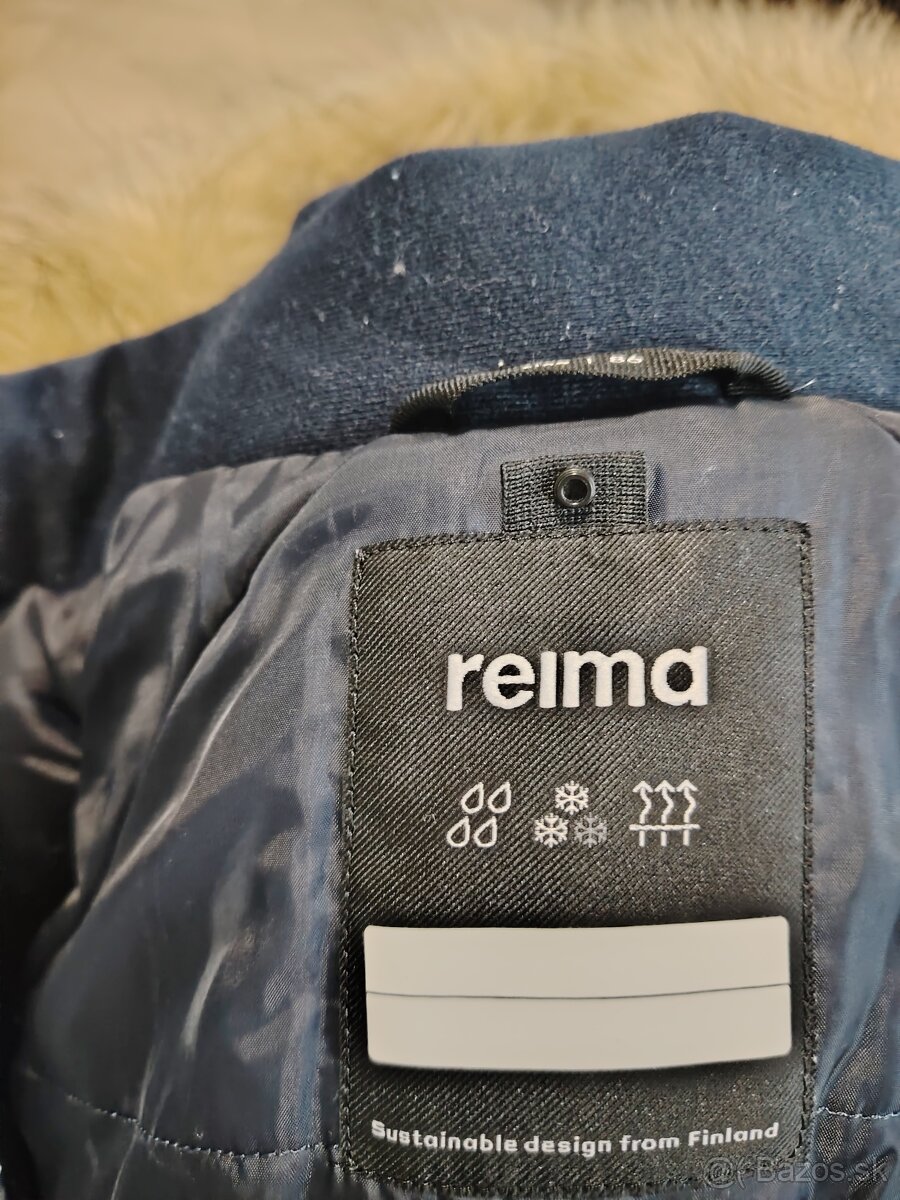 reima
Sustainable design from Finland
Bazos.sk